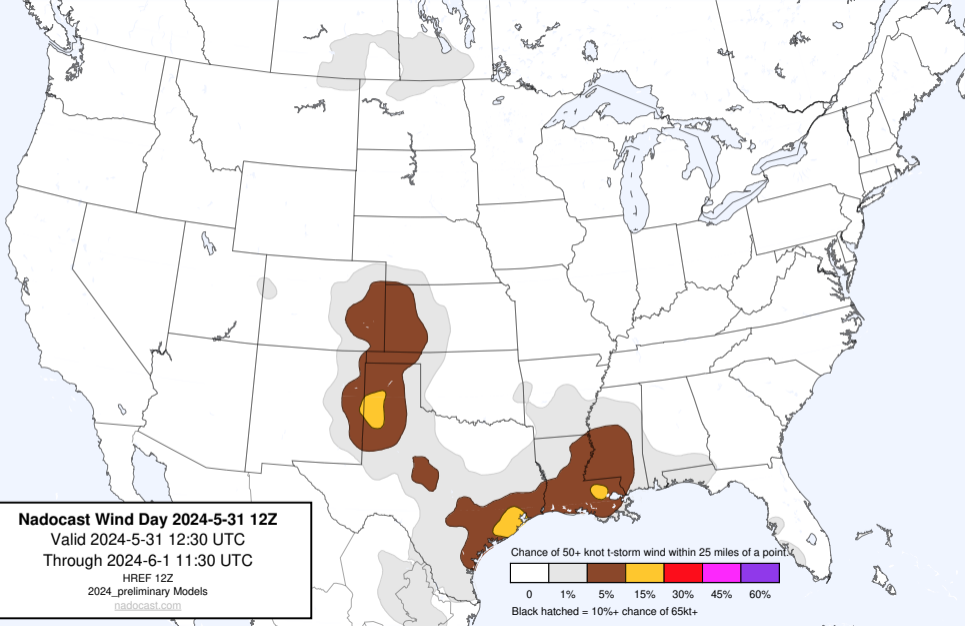 Nadocast Wind Day 2024-5-31 12Z
Valid 2024-5-31 12:30 UTC
Through 2024-6-1 11:30 UTC
HREF 12Z
2024_preliminary Models
nadocast.com
Chance of 50+ knot t-storm wind within 25 miles of a point.
0 1% 5% 15% 30% 45% 60%
Black hatched = 10%+ chance of 65kt+